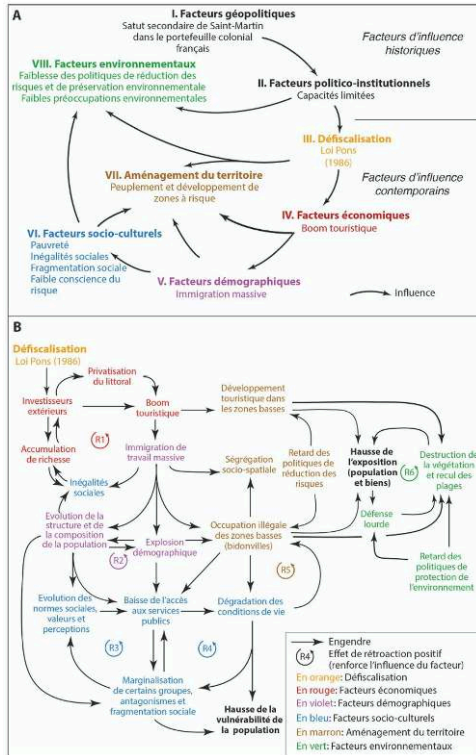 A
I. Facteurs géopolitiques
Satut secondaire de Saint-Martin
dans le portefeuille colonial
français
Facteurs d'influence
historiques
VIII. Facteurs environnementaux
Faiblesse des politiques de réduction des
risques et de préservation environnementale
Faibles préoccupations environnementales
II. Facteurs politico-institutionnels
Capacités limitées
III. Défiscalisation
Loi Pons
(1986)
Facteurs d'influence
contemporains
VII. Aménagement du territoire
Peuplement et développement de
zones à risque
IV. Facteurs économiques
Boom touristique
VI. Facteurs socio-culturels
Pauvreté
Inégalités sociales
Fragmentation sociale
Faible conscience du
risque
V. Facteurs démographiques
Immigration massive
Influence
B
Défiscalisation
Loi Pons (1986)
Privatisation
du littoral
Investisseurs
extérieurs
Boom
touristique
Développement
touristique dans
les zones basses
Accumulation
de richesse
R1
Immigration de
travail massive
Inégalités
sociales
Ségrégation
socio-spatiale
Retard des
politiques de
réduction des
risques
Hausse de
l'exposition
(population
et biens)
R6
Destruction de
la végétation
et recul des
plages
Evolution de la
structure et de
la composition
de la population
R2
Explosion
démographique
Occupation illégale
des zones basses
(bidonvilles)
Défense
lourde
R5
Retard des
politiques de
protection de
l'environnement
Evolution des
normes sociales,
valeurs et
perceptions
Baisse de l'accès
aux services
publics
Dégradation des
conditions de vie
R3
R4
Marginalisation
de certains groupes,
antagonismes et
fragmentation sociale
Hausse de la
vulnérabilité de
la population
Engendre
R4
Effet de rétroaction positif
(renforce l'influence du facteur)
En orange: Défiscalisation
En rouge: Facteurs économiques
En violet: Facteurs démographiques
En bleu: Facteurs socio-culturels
En marron: Aménagement du territoire
En vert: Facteurs environnementaux